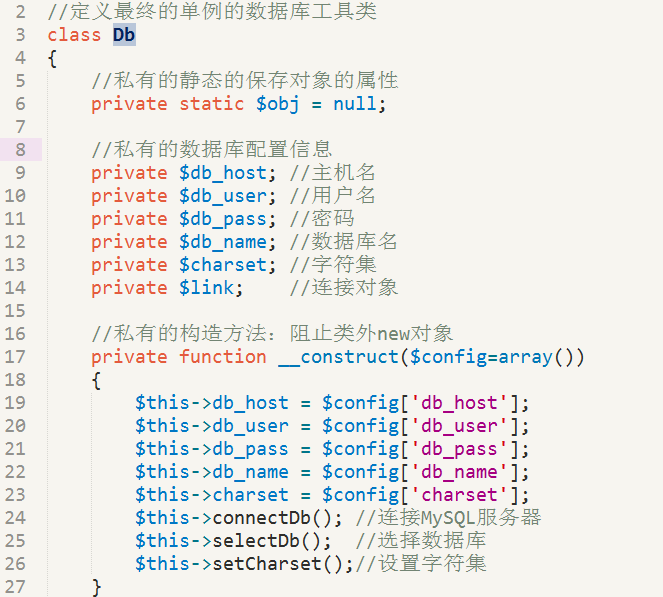 2 //定义最终的单例的数据库工具类
3 class Db
4 {
5     //私有的静态的保存对象的属性
6     private static $obj = null;
7
8     //私有的数据库配置信息
9     private $db_host; //主机名
10     private $db_user; //用户名
11     private $db_pass; //密码
12     private $db_name; //数据库名
13     private $charset; //字符集
14     private $link;    //连接对象
15
16     //私有的构造方法：阻止类外new对象
17     private function __construct($config=array())
18     {
19         $this->db_host = $config['db_host'];
20         $this->db_user = $config['db_user'];
21         $this->db_pass = $config['db_pass'];
22         $this->db_name = $config['db_name'];
23         $this->charset = $config['charset'];
24         $this->connectDb(); //连接MySQL服务器
25         $this->selectDb();  //选择数据库
26         $this->setCharset();//设置字符集
27     }